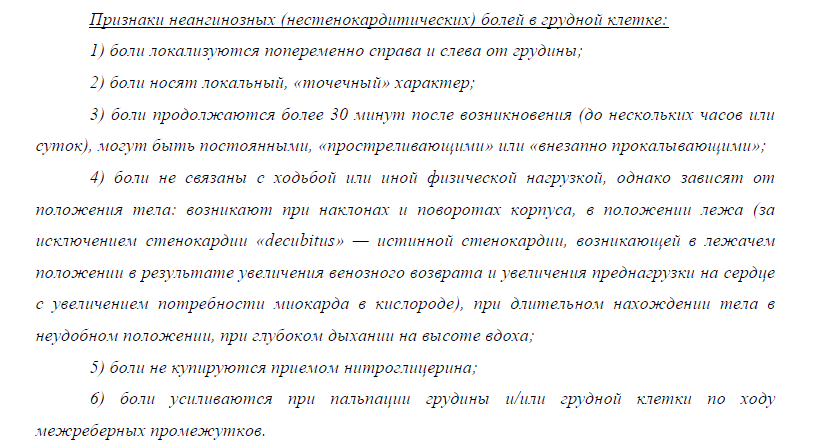 Признаки неангинозных (нестенокардитических) болей в грудной клетке:
1) боли локализуются попеременно справа и слева от грудины;
2) боли носят локальный, «точечный» характер;
3) боли продолжаются более 30 минут после возникновения (до нескольких часов или
суток), могут быть постоянными, «простреливающими» или «внезапно прокалывающими»;
4) боли не связаны с ходьбой или иной физической нагрузкой, однако зависят от
положения тела: возникают при наклонах и поворотах корпуса, в положении лежа (за
исключением стенокардии «decubitus» — истинной стенокардии, возникающей в лежачем
положении в результате увеличения венозного возврата и увеличения преднагрузки на сердце
с увеличением потребности миокарда в кислороде), при длительном нахождении тела в
неудобном положении, при глубоком дыхании на высоте вдоха;
5) боли не купируются приемом нитроглицерина;
6) боли усиливаются при пальпации грудины и/или грудной клетки по ходу
межреберных промежутков.